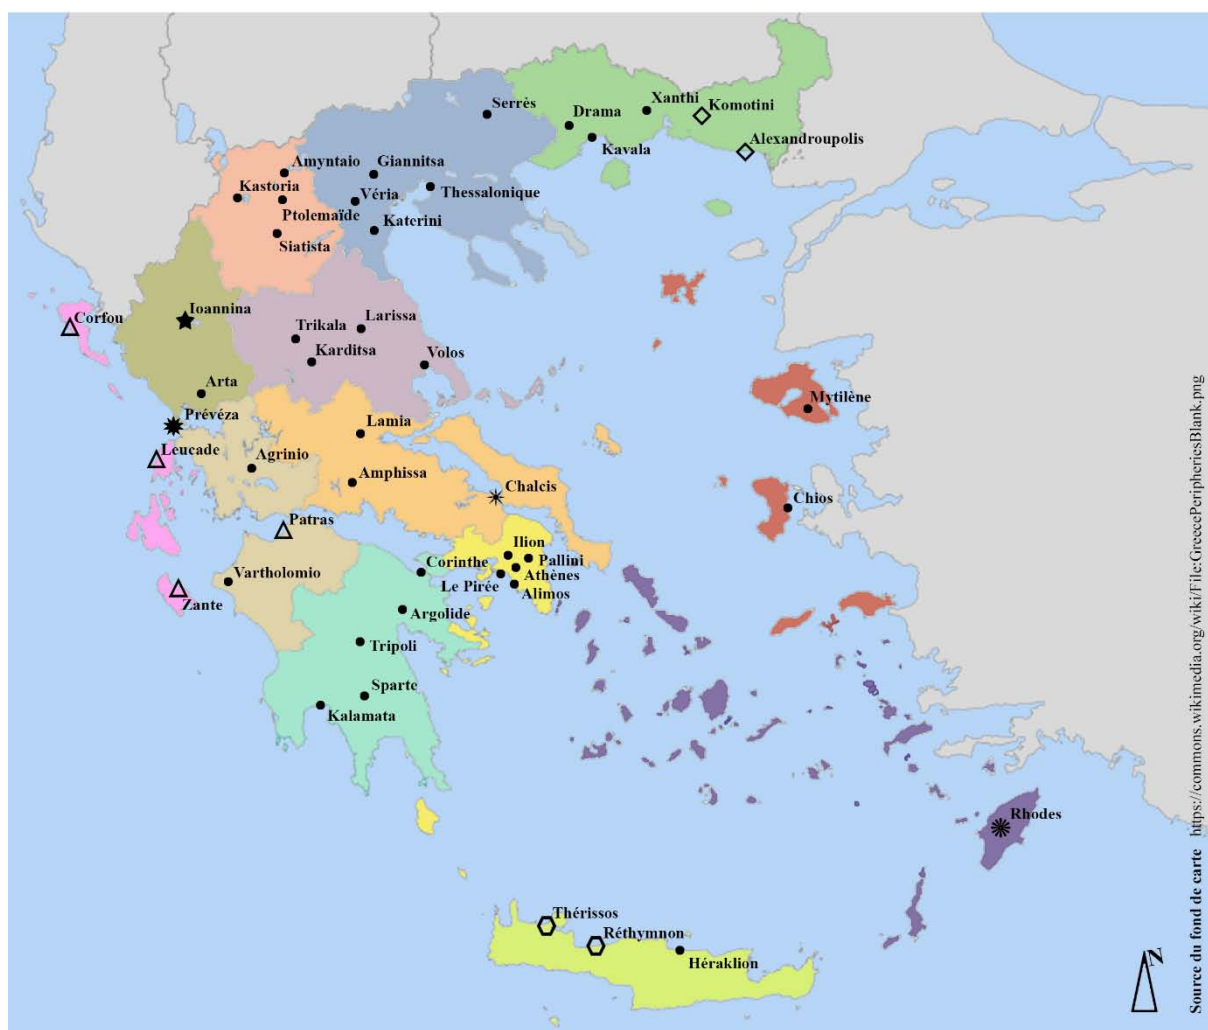 Serrès
Xanthi
Drama
Komotini
Kavala
Alexandroupolis
Amyntaio
Giannitsa
Kastoria
Véria
Thessalonique
Ptolemaïde
Katerini
Siatista
Ioannina
Corfou
Larissa
Trikala
Karditsa
Volos
Arta
Mytilène
Prévéza
Lamia
Leucade
Agrinio
Amphissa
Chalcis
Chios
Patras
Ilion
Corinthe
Pallini
Vartholomio
Athènes
Le Pirée
Alimos
Zante
Argolide
Tripoli
Sparte
Kalamata
Rhodes
Thérissos
Réthymnon
Héraklion
N
Source du fond de carte https://commons.wikimedia.org/wiki/File:GreecePeripheriesBlank.png